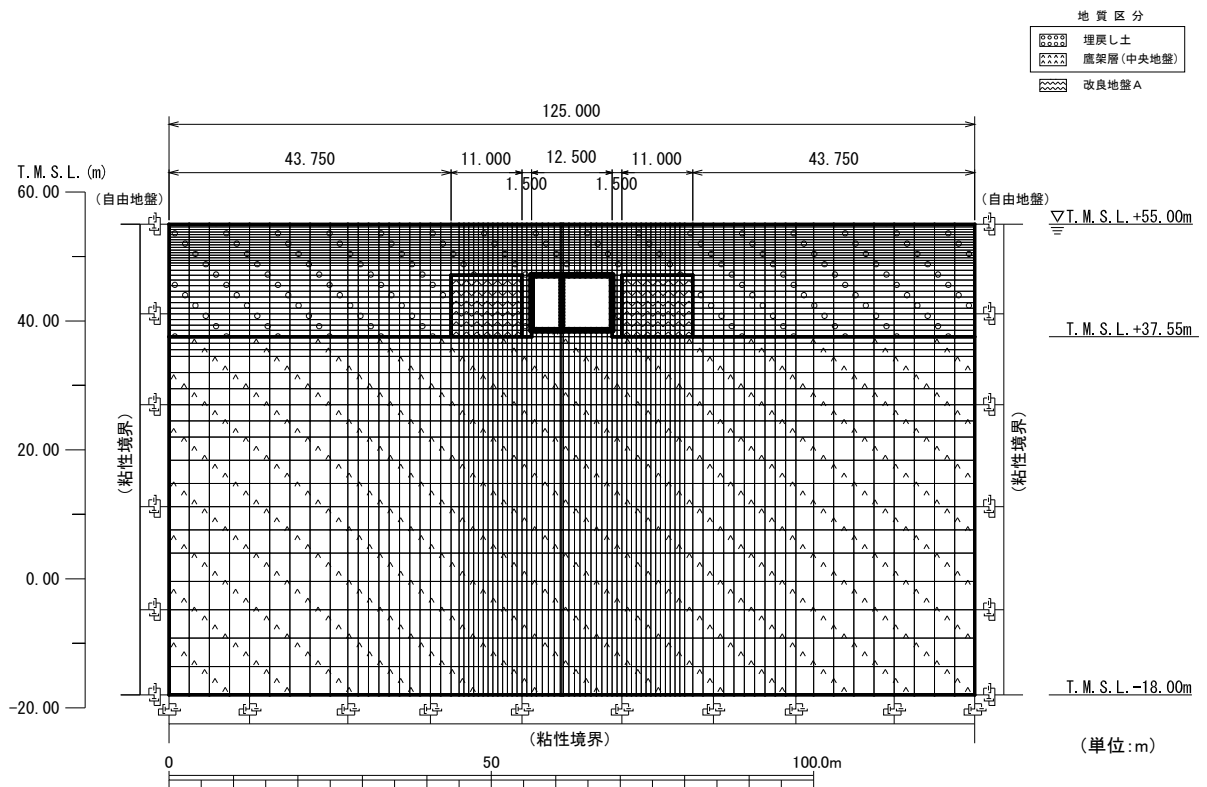 地質区分
埋戻し土
鷹架層(中央地盤)
改良地盤A
125.000
43.750
11.000
12.500
11.000
43.750
1.500
1.500
T.M.S.L.(m)
60.00
40.00
20.00
0.00
-20.00
(自由地盤)
(自由地盤)
▽T.M.S.L.+55.00m
T.M.S.L.+37.55m
(粘性境界)
(粘性境界)
T.M.S.L.-18.00m
(粘性境界)
(単位:m)
0
50
100.0m